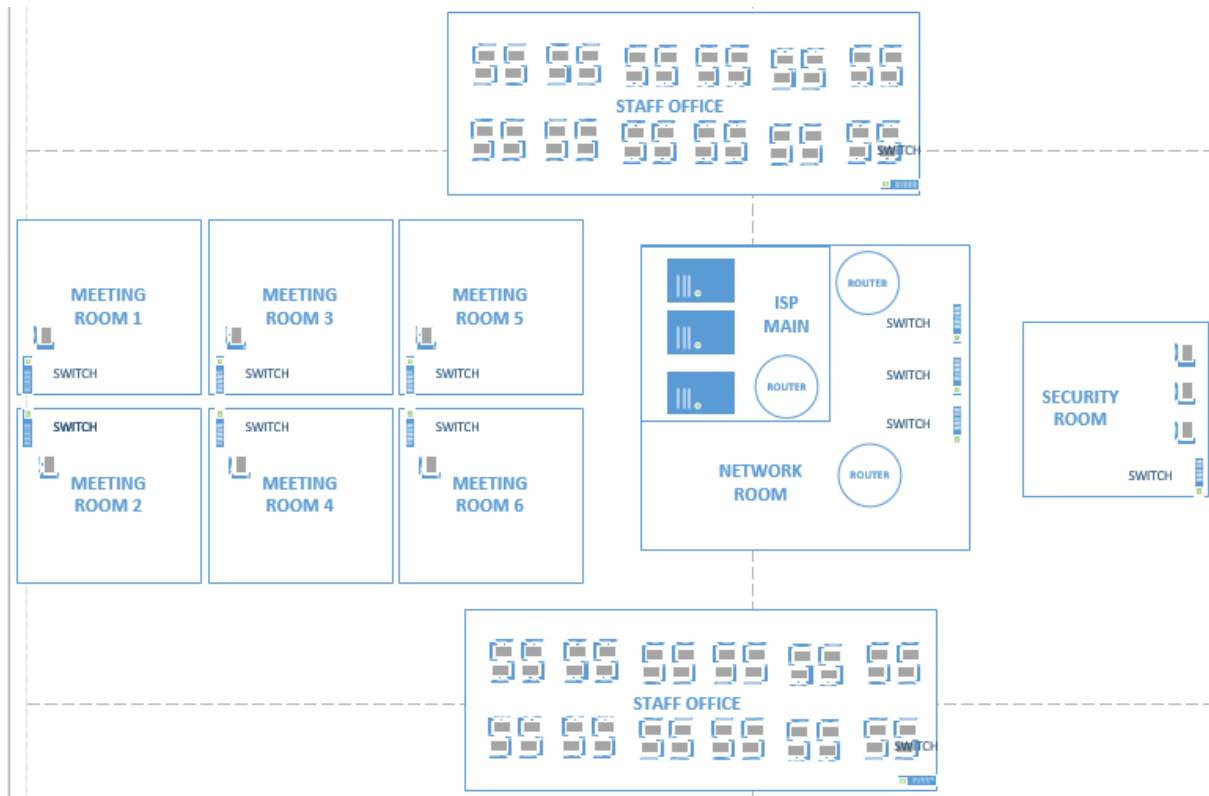 STAFF OFFICE
SWITCH
MEETING
ROOM 1
SWITCH
MEETING
ROOM 3
SWITCH
MEETING
ROOM 5
SWITCH
SWITCH
MEETING
ROOM 2
SWITCH
MEETING
ROOM 4
SWITCH
MEETING
ROOM 6
ISP
MAIN
ROUTER
ROUTER
SWITCH
SWITCH
SWITCH
NETWORK
ROOM
ROUTER
SECURITY
ROOM
SWITCH
STAFF OFFICE
SWITCH